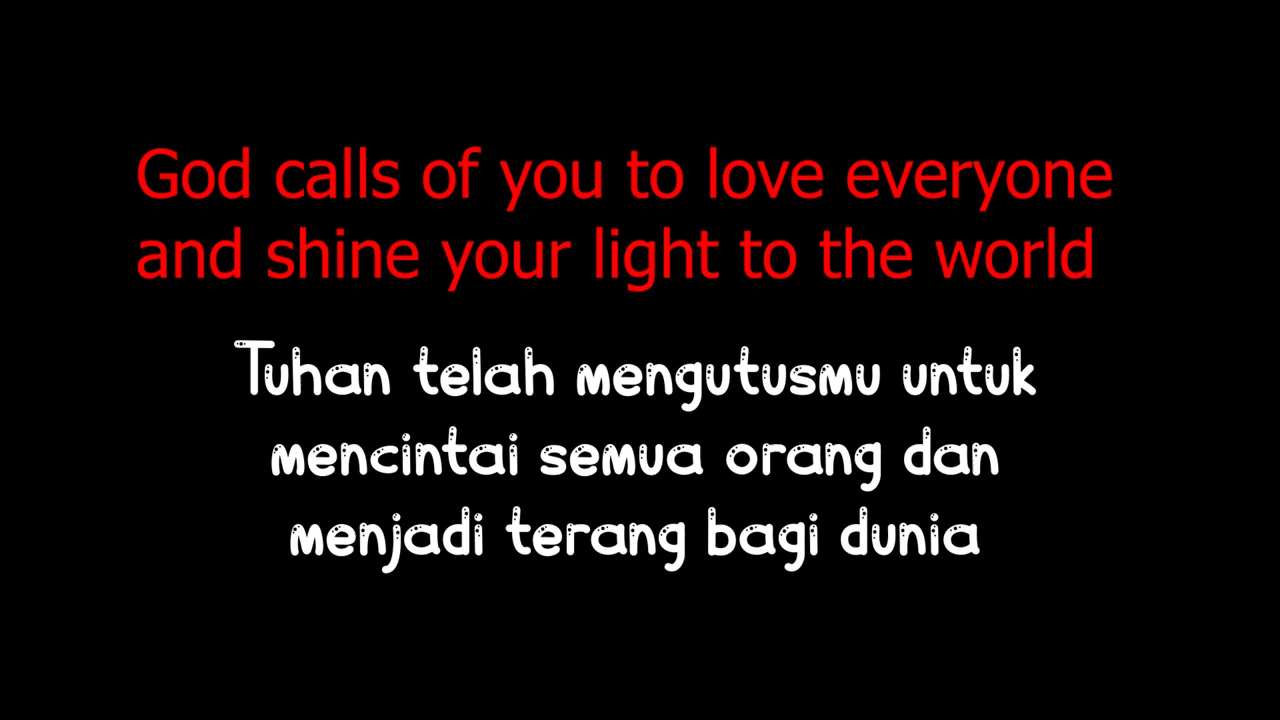 God calls of you to love everyone
and shine your light to the world
Tuhan telah mengutusmu untuk
mencintai semua orang dan
menjadi terang bagi dunia